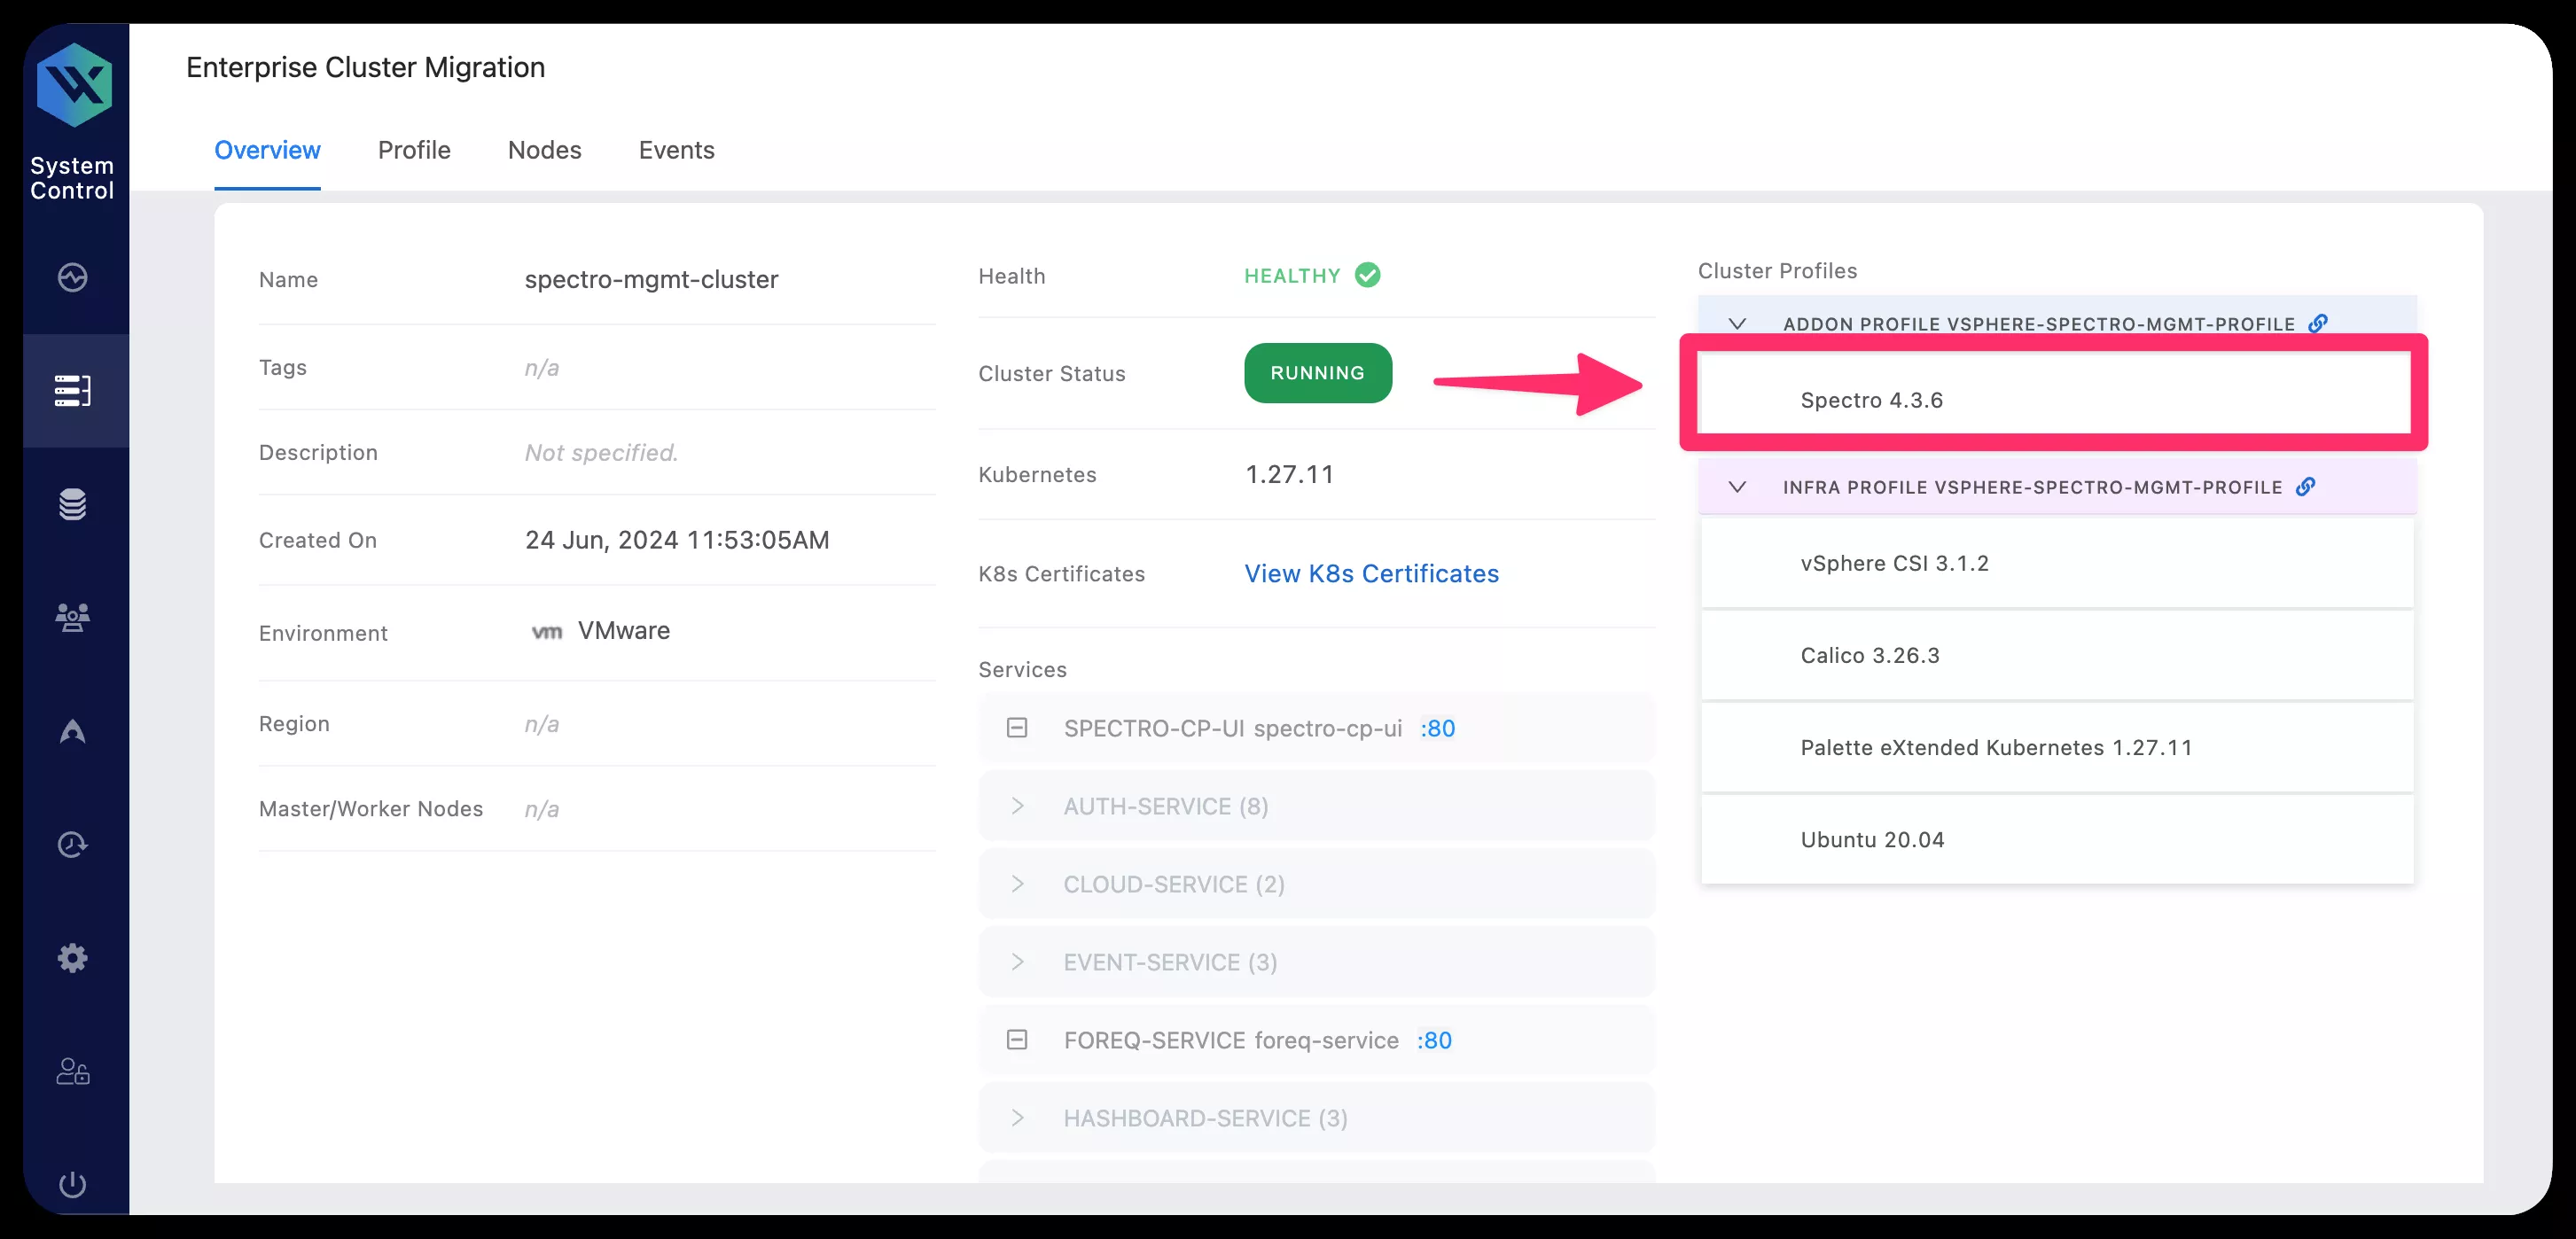 System
Control
Enterprise Cluster Migration
Overview Profile Nodes Events
Name spectro-mgmt-cluster
Tags n/a
Description Not specified.
Created On 24 Jun, 2024 11:53:05AM
Environment vm VMware
Region n/a
Master/Worker Nodes n/a
Health HEALTHY
Cluster Status RUNNING
Kubernetes 1.27.11
K8s Certificates View K8s Certificates
Services
SPECTRO-CP-UI spectro-cp-ui :80
AUTH-SERVICE (8)
CLOUD-SERVICE (2)
EVENT-SERVICE (3)
FOREQ-SERVICE foreq-service :80
HASHBOARD-SERVICE (3)
Cluster Profiles
ADDON PROFILE VSPHERE-SPECTRO-MGMT-PROFILE
Spectro 4.3.6
INFRA PROFILE VSPHERE-SPECTRO-MGMT-PROFILE
vSphere CSI 3.1.2
Calico 3.26.3
Palette eXtended Kubernetes 1.27.11
Ubuntu 20.04